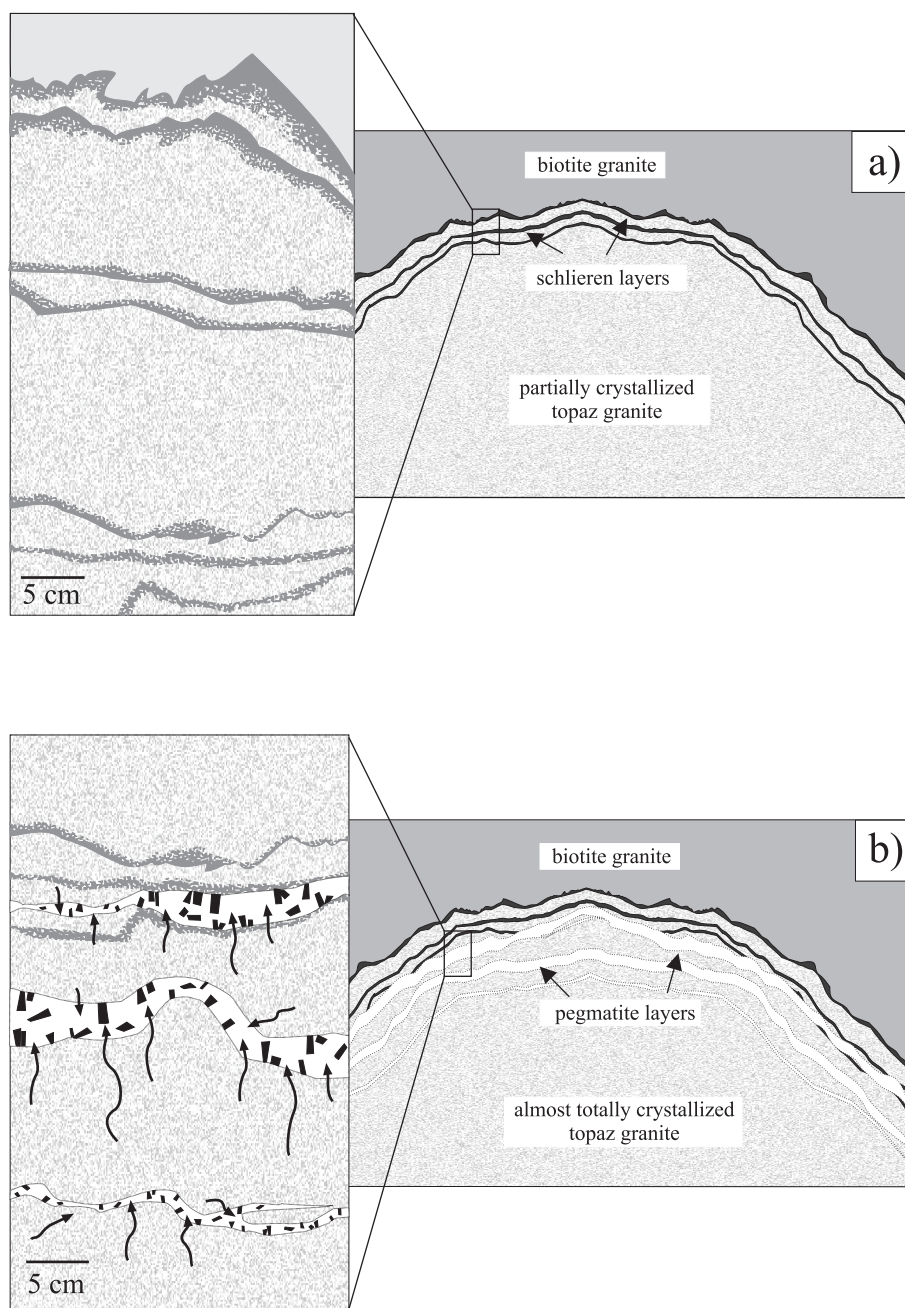 a)
biotite granite
schlieren layers
partially crystallized
topaz granite
5 cm
b)
biotite granite
pegmatite layers
almost totally crystallized
topaz granite
5 cm